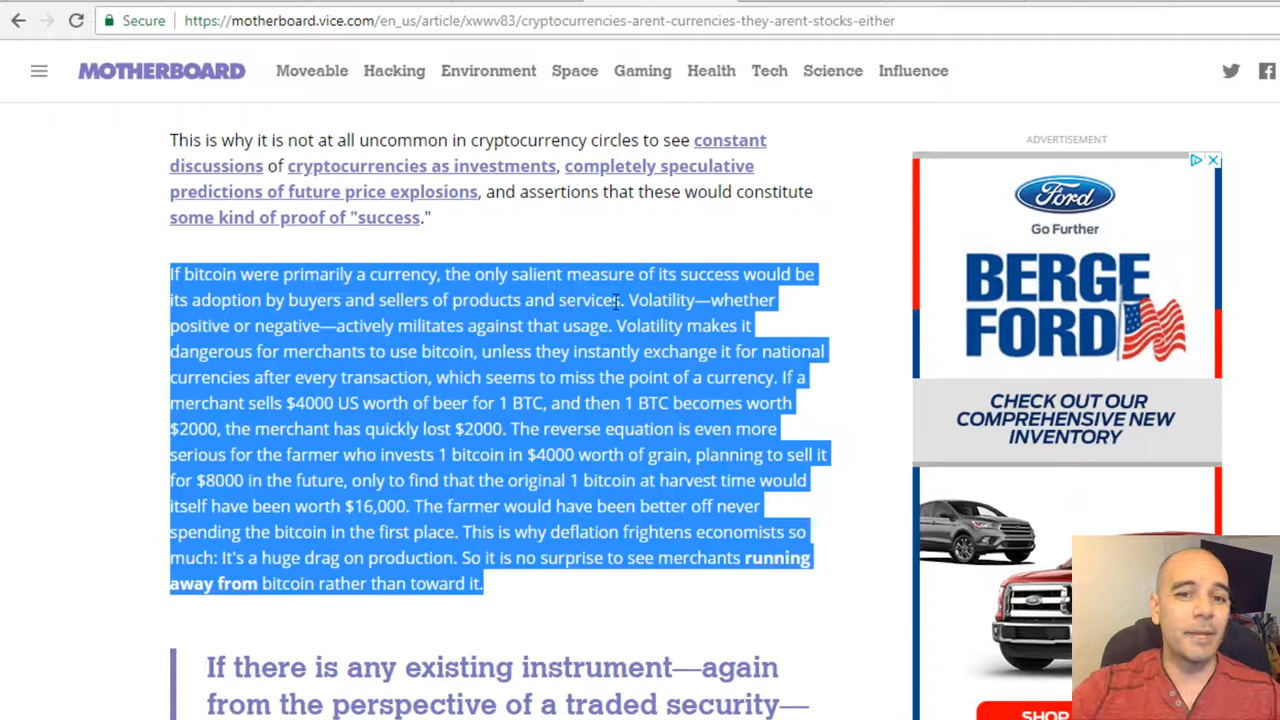 Secure
https://motherboard.vice.com/en_us/article/xwwv83/cryptocurrencies-arent-currencies-they-arent-stocks-either
MOTHERBOARD Moveable Hacking Environment Space Gaming Health Tech Science Influence
This is why it is not at all uncommon in cryptocurrency circles to see constant
discussions of cryptocurrencies as investments, completely speculative
predictions of future price explosions, and assertions that these would constitute
some kind of proof of "success."
If bitcoin were primarily a currency, the only salient measure of its success would be
its adoption by buyers and sellers of products and services. Volatility—whether
positive or negative—actively militates against that usage. Volatility makes it
dangerous for merchants to use bitcoin, unless they instantly exchange it for national
currencies after every transaction, which seems to miss the point of a currency. If a
merchant sells $4000 US worth of beer for 1 BTC, and then 1 BTC becomes worth
$2000, the merchant has quickly lost $2000. The reverse equation is even more
serious for the farmer who invests 1 bitcoin in $4000 worth of grain, planning to sell it
for $8000 in the future, only to find that the original 1 bitcoin at harvest time would
itself have been worth $16,000. The farmer would have been better off never
spending the bitcoin in the first place. This is why deflation frightens economists so
much: It's a huge drag on production. So it is no surprise to see merchants running
away from bitcoin rather than toward it.
If there is any existing instrument—again
from the perspective of a traded security—
ADVERTISEMENT
Ford
Go Further
BERGE
FORD
CHECK OUT OUR
COMPREHENSIVE NEW
INVENTORY
SHOP